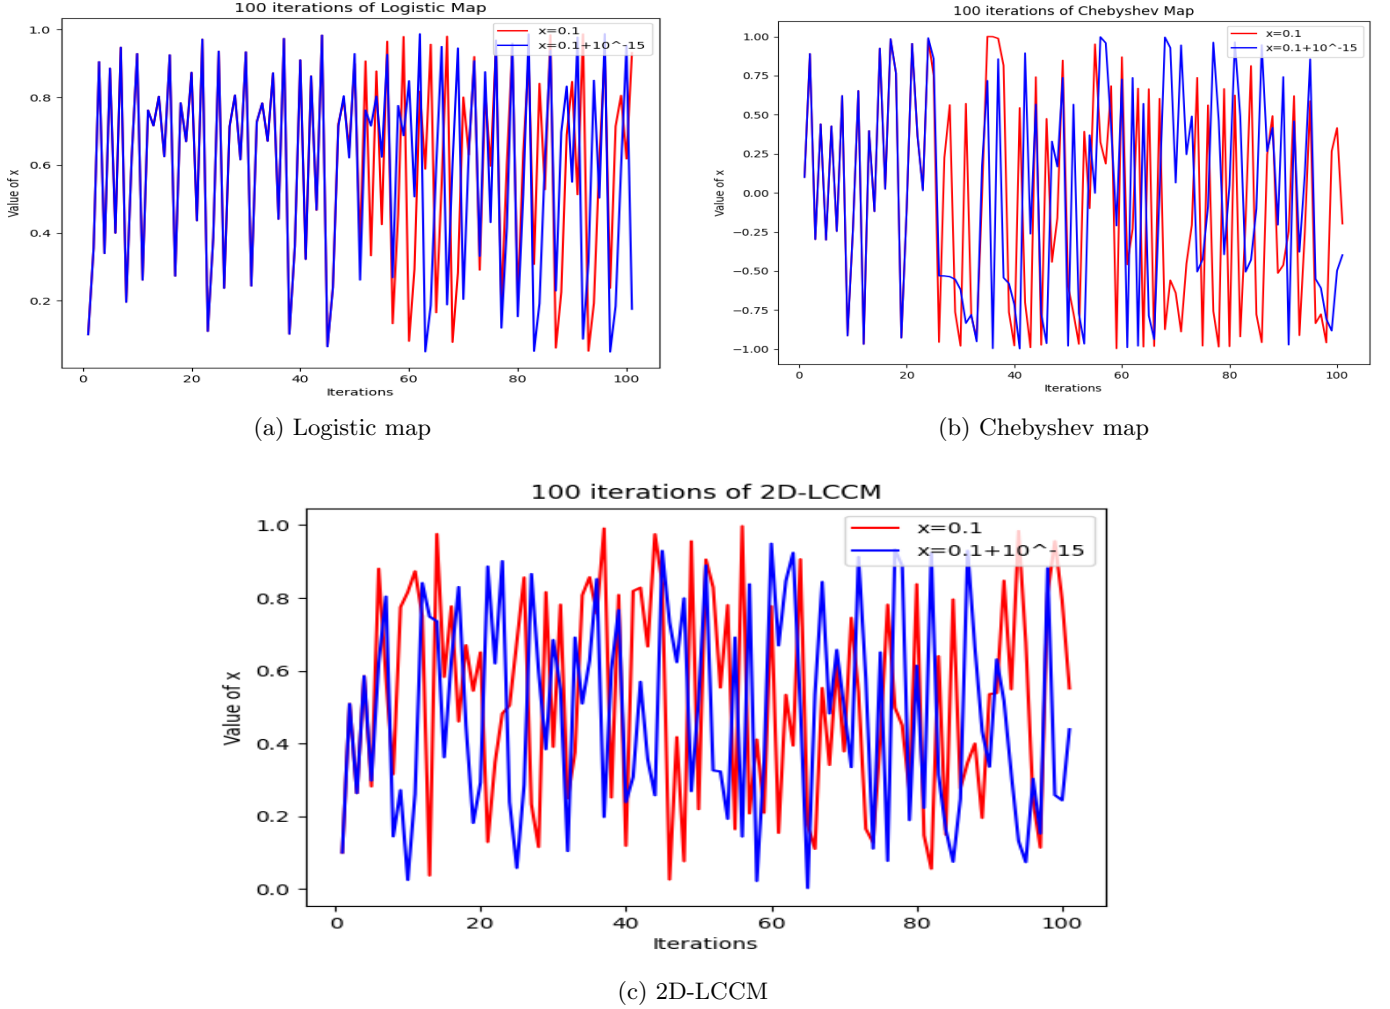 100 iterations of Logistic Map
x=0.1
x=0.1+10^-15
Value of x
1.0
0.8
0.6
0.4
0.2
0 20 40 60 80 100
Iterations
(a) Logistic map
100 iterations of Chebyshev Map
x=0.1
x=0.1+10^-15
Value of x
1.00
0.75
0.50
0.25
0.00
−0.25
−0.50
−0.75
−1.00
0 20 40 60 80 100
Iterations
(b) Chebyshev map
100 iterations of 2D-LCCM
x=0.1
x=0.1+10^-15
Value of x
1.0
0.8
0.6
0.4
0.2
0.0
0 20 40 60 80 100
Iterations
(c) 2D-LCCM